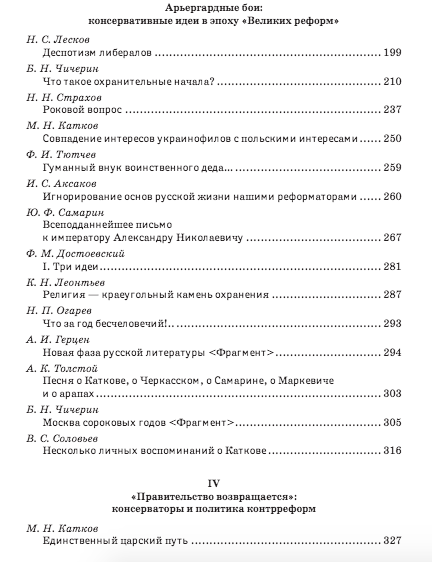 Арьергардные бои:
консервативные идеи в эпоху «Великих реформ»
Н. С. Лесков
Деспотизм либералов 199
Б. Н. Чичерин
Что такое охранительные начала? 210
Н. Н. Страхов
Роковой вопрос 237
М. Н. Катков
Совпадение интересов украинофилов с польскими интересами 250
Ф. И. Тютчев
Гуманный внук воинственного деда... 259
И. С. Аксаков
Игнорирование основ русской жизни нашими реформаторами 260
Ю. Ф. Самарин
Всеподданнейшее письмо
к императору Александру Николаевичу 267
Ф. М. Достоевский
I. Три идеи 281
К. Н. Леонтьев
Религия — краеугольный камень охранения 287
Н. П. Огарев
Что за год бесчеловечий!.. 293
А. И. Герцен
Новая фаза русской литературы <Фрагмент> 294
А. К. Толстой
Песня о Каткове, о Черкасском, о Самарине, о Маркевиче
и о арапах 303
Б. Н. Чичерин
Москва сороковых годов <Фрагмент> 305
В. С. Соловьев
Несколько личных воспоминаний о Каткове 316
IV
«Правительство возвращается»:
консерваторы и политика контрреформ
М. Н. Катков
Единственный царский путь 327